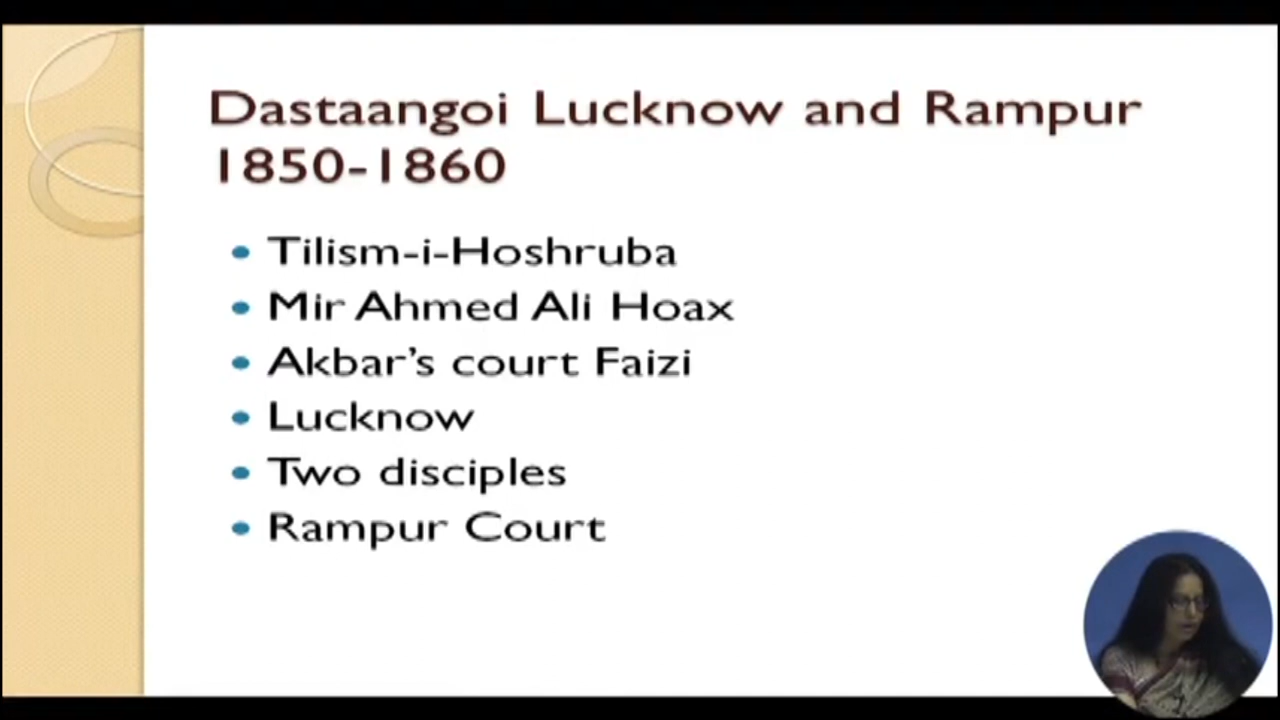 Dastaangoi Lucknow and Rampur
1850-1860
Tilism-i-Hoshruba
Mir Ahmed Ali Hoax
Akbar's court Faizi
Lucknow
Two disciples
Rampur Court